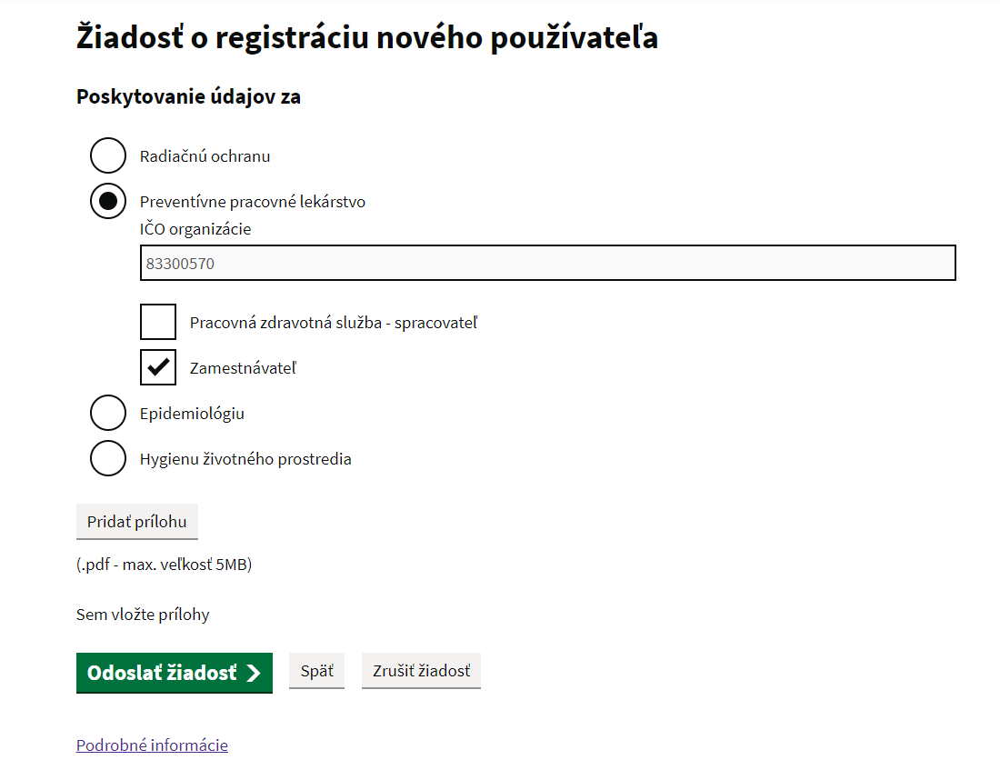 Žiadosť o registráciu nového používateľa
Poskytovanie údajov za
Radiačnú ochranu
Preventívne pracovné lekárstvo
IČO organizácie
83300570
Pracovná zdravotná služba - spracovateľ
Zamestnávateľ
Epidemiológiu
Hygienu životného prostredia
Pridať prílohu
(.pdf - max. veľkosť 5MB)
Sem vložte prílohy
Odoslať žiadosť
Späť
Zrušiť žiadosť
Podrobné informácie